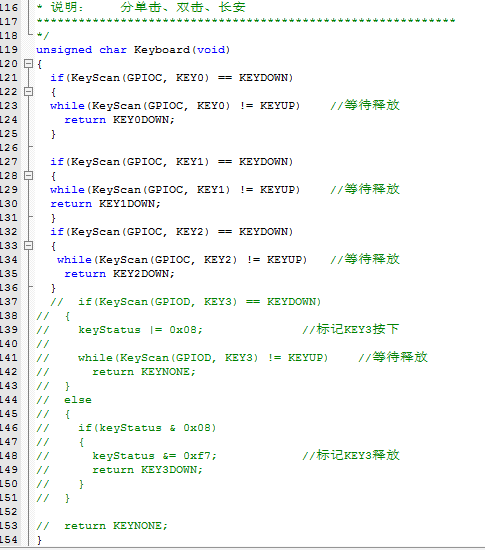 116 * 说明: 分单击、双击、长安
117 ************************************************************
118 */
119 unsigned char Keyboard(void)
120 {
121 if(KeyScan(GPIOC, KEY0) == KEYDOWN)
122 {
123 while(KeyScan(GPIOC, KEY0) != KEYUP) //等待释放
124 return KEY0DOWN;
125 }
126
127 if(KeyScan(GPIOC, KEY1) == KEYDOWN)
128 {
129 while(KeyScan(GPIOC, KEY1) != KEYUP) //等待释放
130 return KEY1DOWN;
131 }
132 if(KeyScan(GPIOC, KEY2) == KEYDOWN)
133 {
134 while(KeyScan(GPIOC, KEY2) != KEYUP) //等待释放
135 return KEY2DOWN;
136 }
137 // if(KeyScan(GPIOD, KEY3) == KEYDOWN)
138 // {
139 // keyStatus |= 0x08; //标记KEY3按下
140 //
141 // while(KeyScan(GPIOD, KEY3) != KEYUP) //等待释放
142 // return KEYNONE;
143 // }
144 // else
145 // {
146 // if(keyStatus & 0x08)
147 // {
148 // keyStatus &= 0xf7; //标记KEY3释放
149 // return KEY3DOWN;
150 // }
151 // }
152
153 // return KEYNONE;
154 }